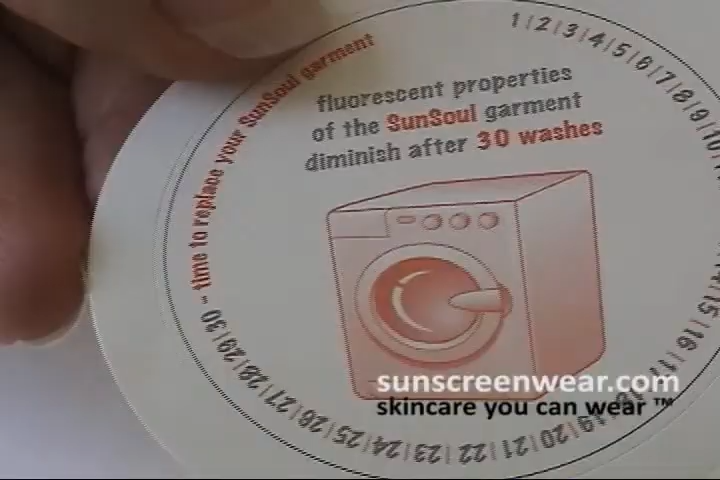 fluorescent properties
of the SunSoul garment
diminish after 30 washes
1|2|3|4|5|6|7|8|9|10
15|16|17|18|19|20|21|22|23|24|25|26|27|28|29|30 - time to replace your SunSoul garment
sunscreenwear.com
skincare you can wear ™